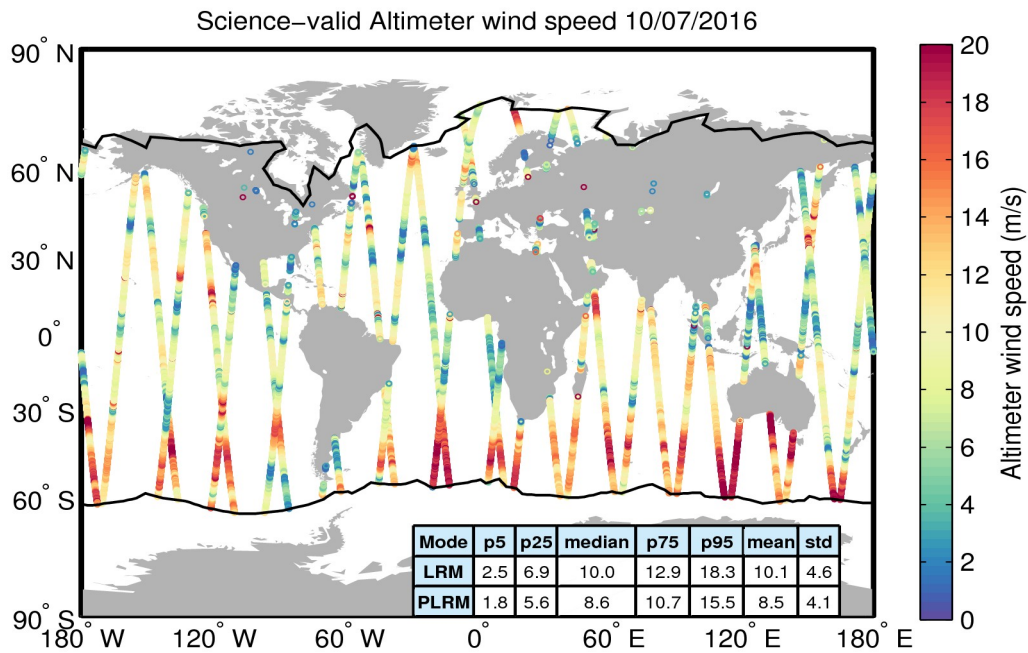 Science−valid Altimeter wind speed 10/07/2016
90° N
60° N
30° N
0°
30° S
60° S
90° S
180° W
120° W
60° W
0°
60° E
120° E
180° E
Mode p5 p25 median p75 p95 mean std
LRM 2.5 6.9 10.0 12.9 18.3 10.1 4.6
PLRM 1.8 5.6 8.6 10.7 15.5 8.5 4.1
20
18
16
14
12
10
8
6
4
2
0
Altimeter wind speed (m/s)